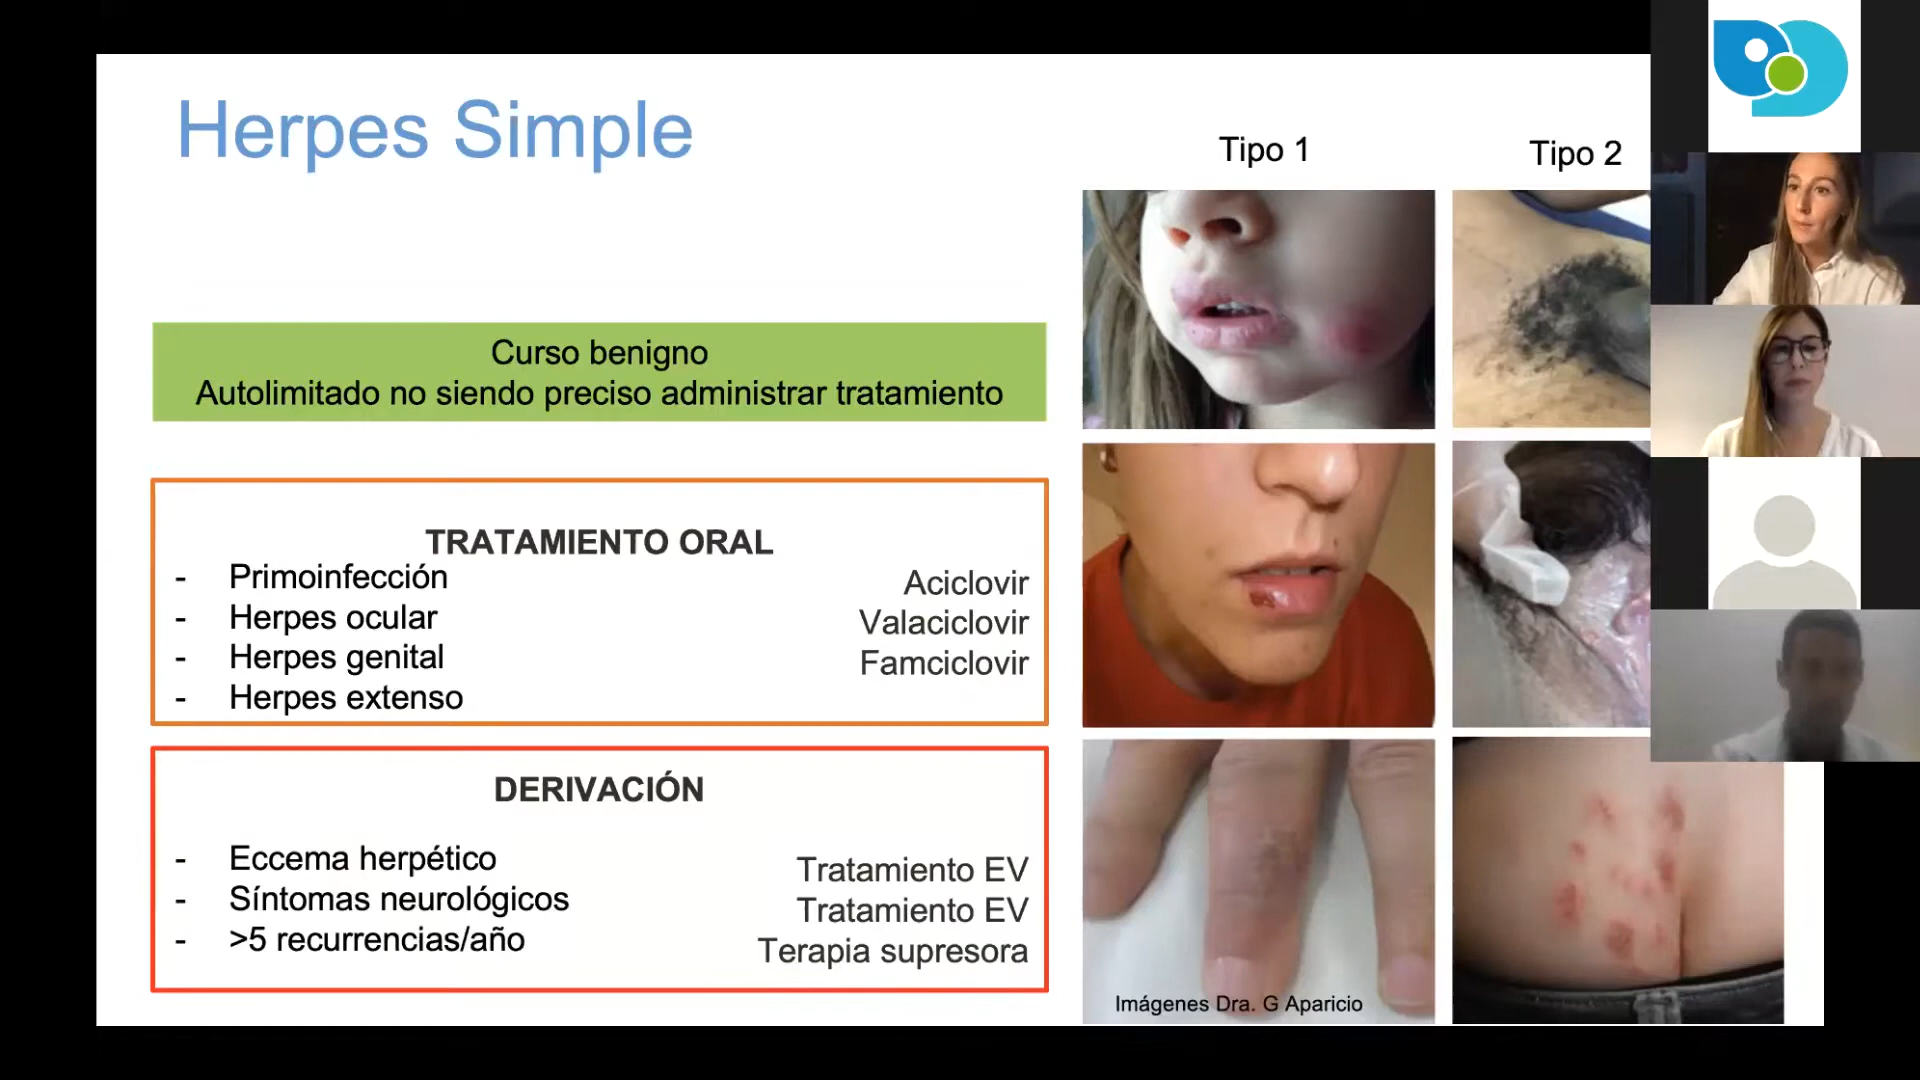 Herpes Simple
Tipo 1
Tipo 2
Curso benigno
Autolimitado no siendo preciso administrar tratamiento
TRATAMIENTO ORAL
- Primoinfección
- Herpes ocular
- Herpes genital
- Herpes extenso
Aciclovir
Valaciclovir
Famciclovir
DERIVACIÓN
- Eccema herpético
- Síntomas neurológicos
- >5 recurrencias/año
Tratamiento EV
Tratamiento EV
Terapia supresora
Imágenes Dra. G Aparicio